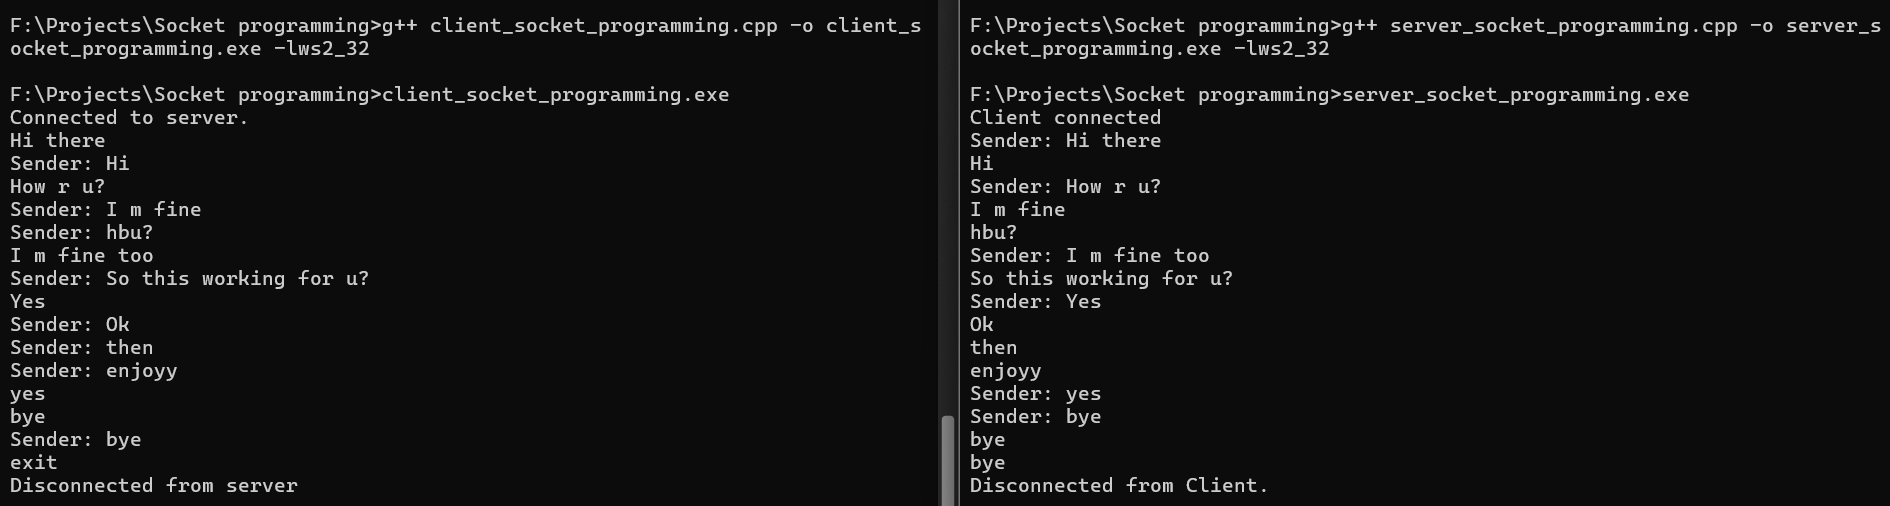 F:\Projects\Socket programming>g++ client_socket_programming.cpp -o client_s
ocket_programming.exe -lws2_32
F:\Projects\Socket programming>client_socket_programming.exe
Connected to server.
Hi there
Sender: Hi
How r u?
Sender: I m fine
Sender: hbu?
I m fine too
Sender: So this working for u?
Yes
Sender: Ok
Sender: then
Sender: enjoyy
yes
bye
Sender: bye
exit
Disconnected from server
F:\Projects\Socket programming>g++ server_socket_programming.cpp -o server_s
ocket_programming.exe -lws2_32
F:\Projects\Socket programming>server_socket_programming.exe
Client connected
Sender: Hi there
Hi
Sender: How r u?
I m fine
hbu?
Sender: I m fine too
So this working for u?
Sender: Yes
Ok
then
enjoyy
Sender: yes
Sender: bye
bye
bye
Disconnected from Client.